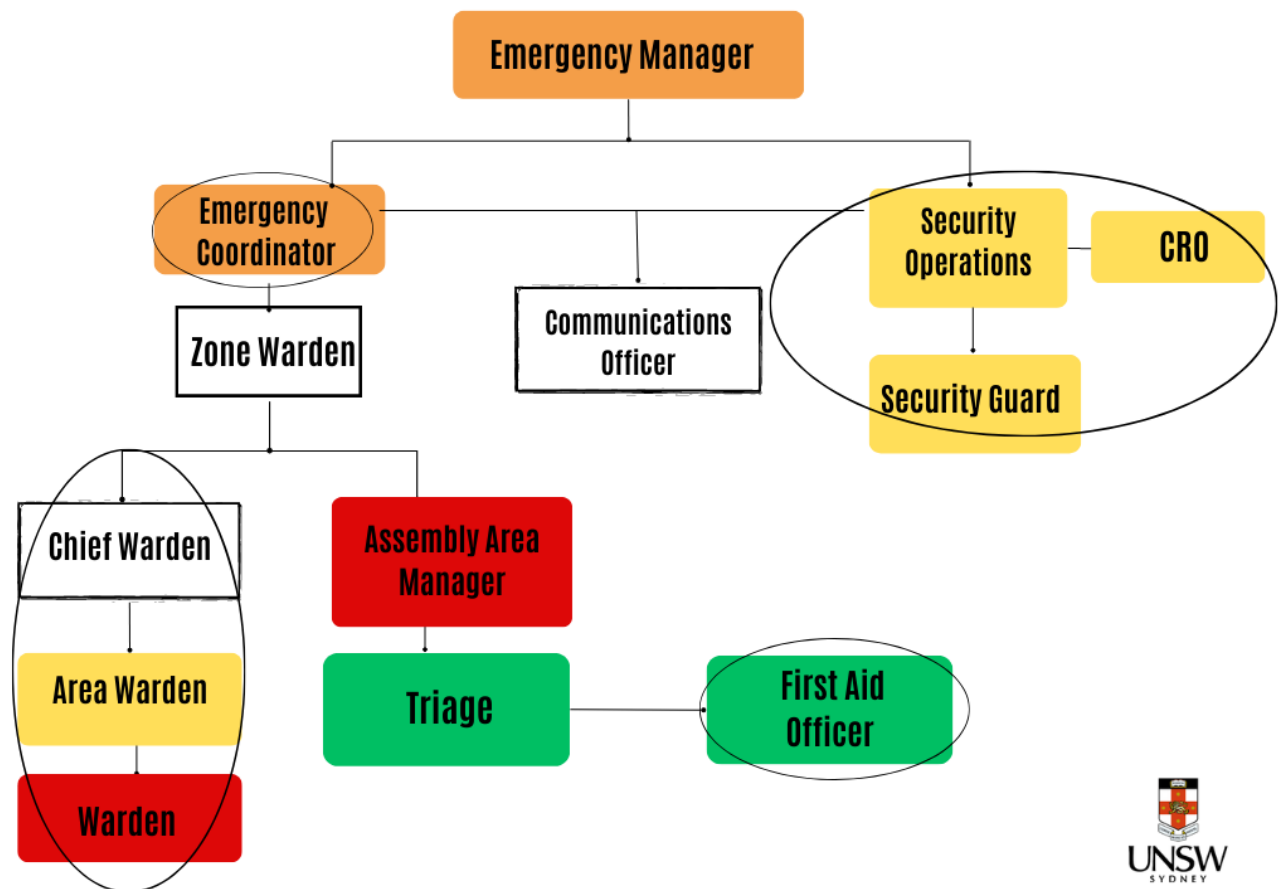 Emergency Manager
Emergency
Coordinator
Security
Operations
CRO
Zone Warden
Communications
Officer
Security Guard
Chief Warden
Assembly Area
Manager
Area Warden
Triage
First Aid
Officer
Warden
UNSW
SYDNEY